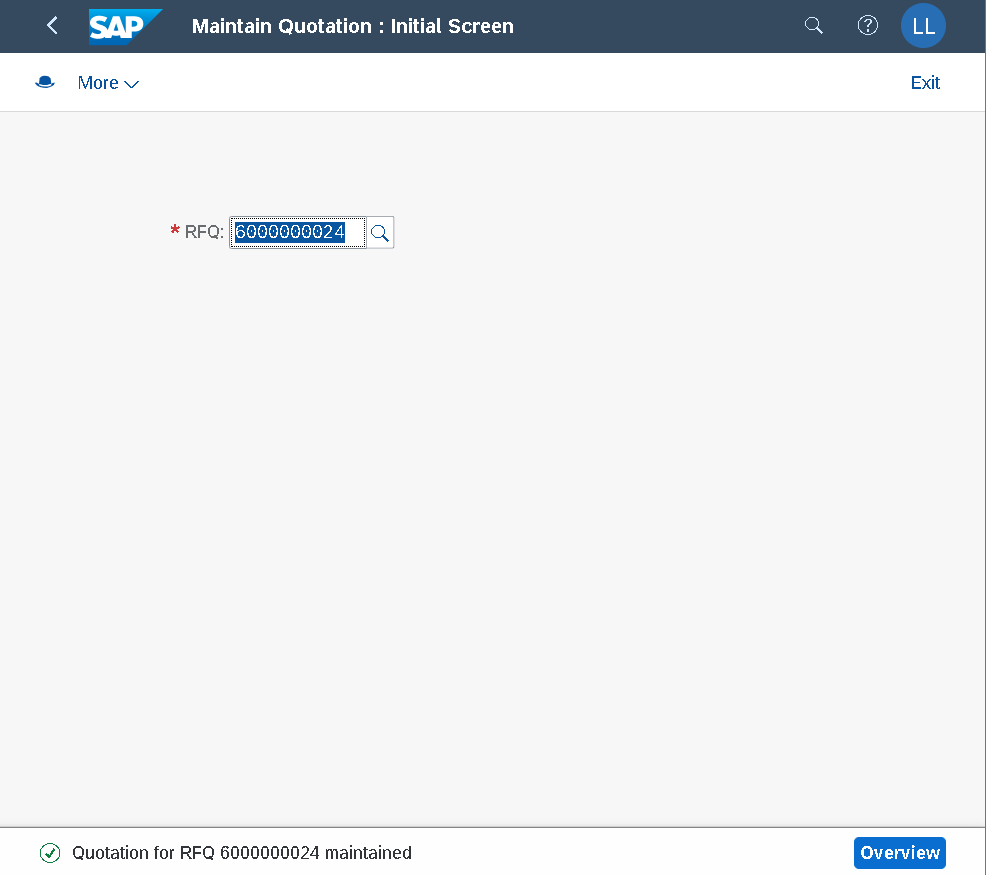 SAP Maintain Quotation : Initial Screen LL
More Exit
* RFQ: 6000000024
Quotation for RFQ 6000000024 maintained Overview